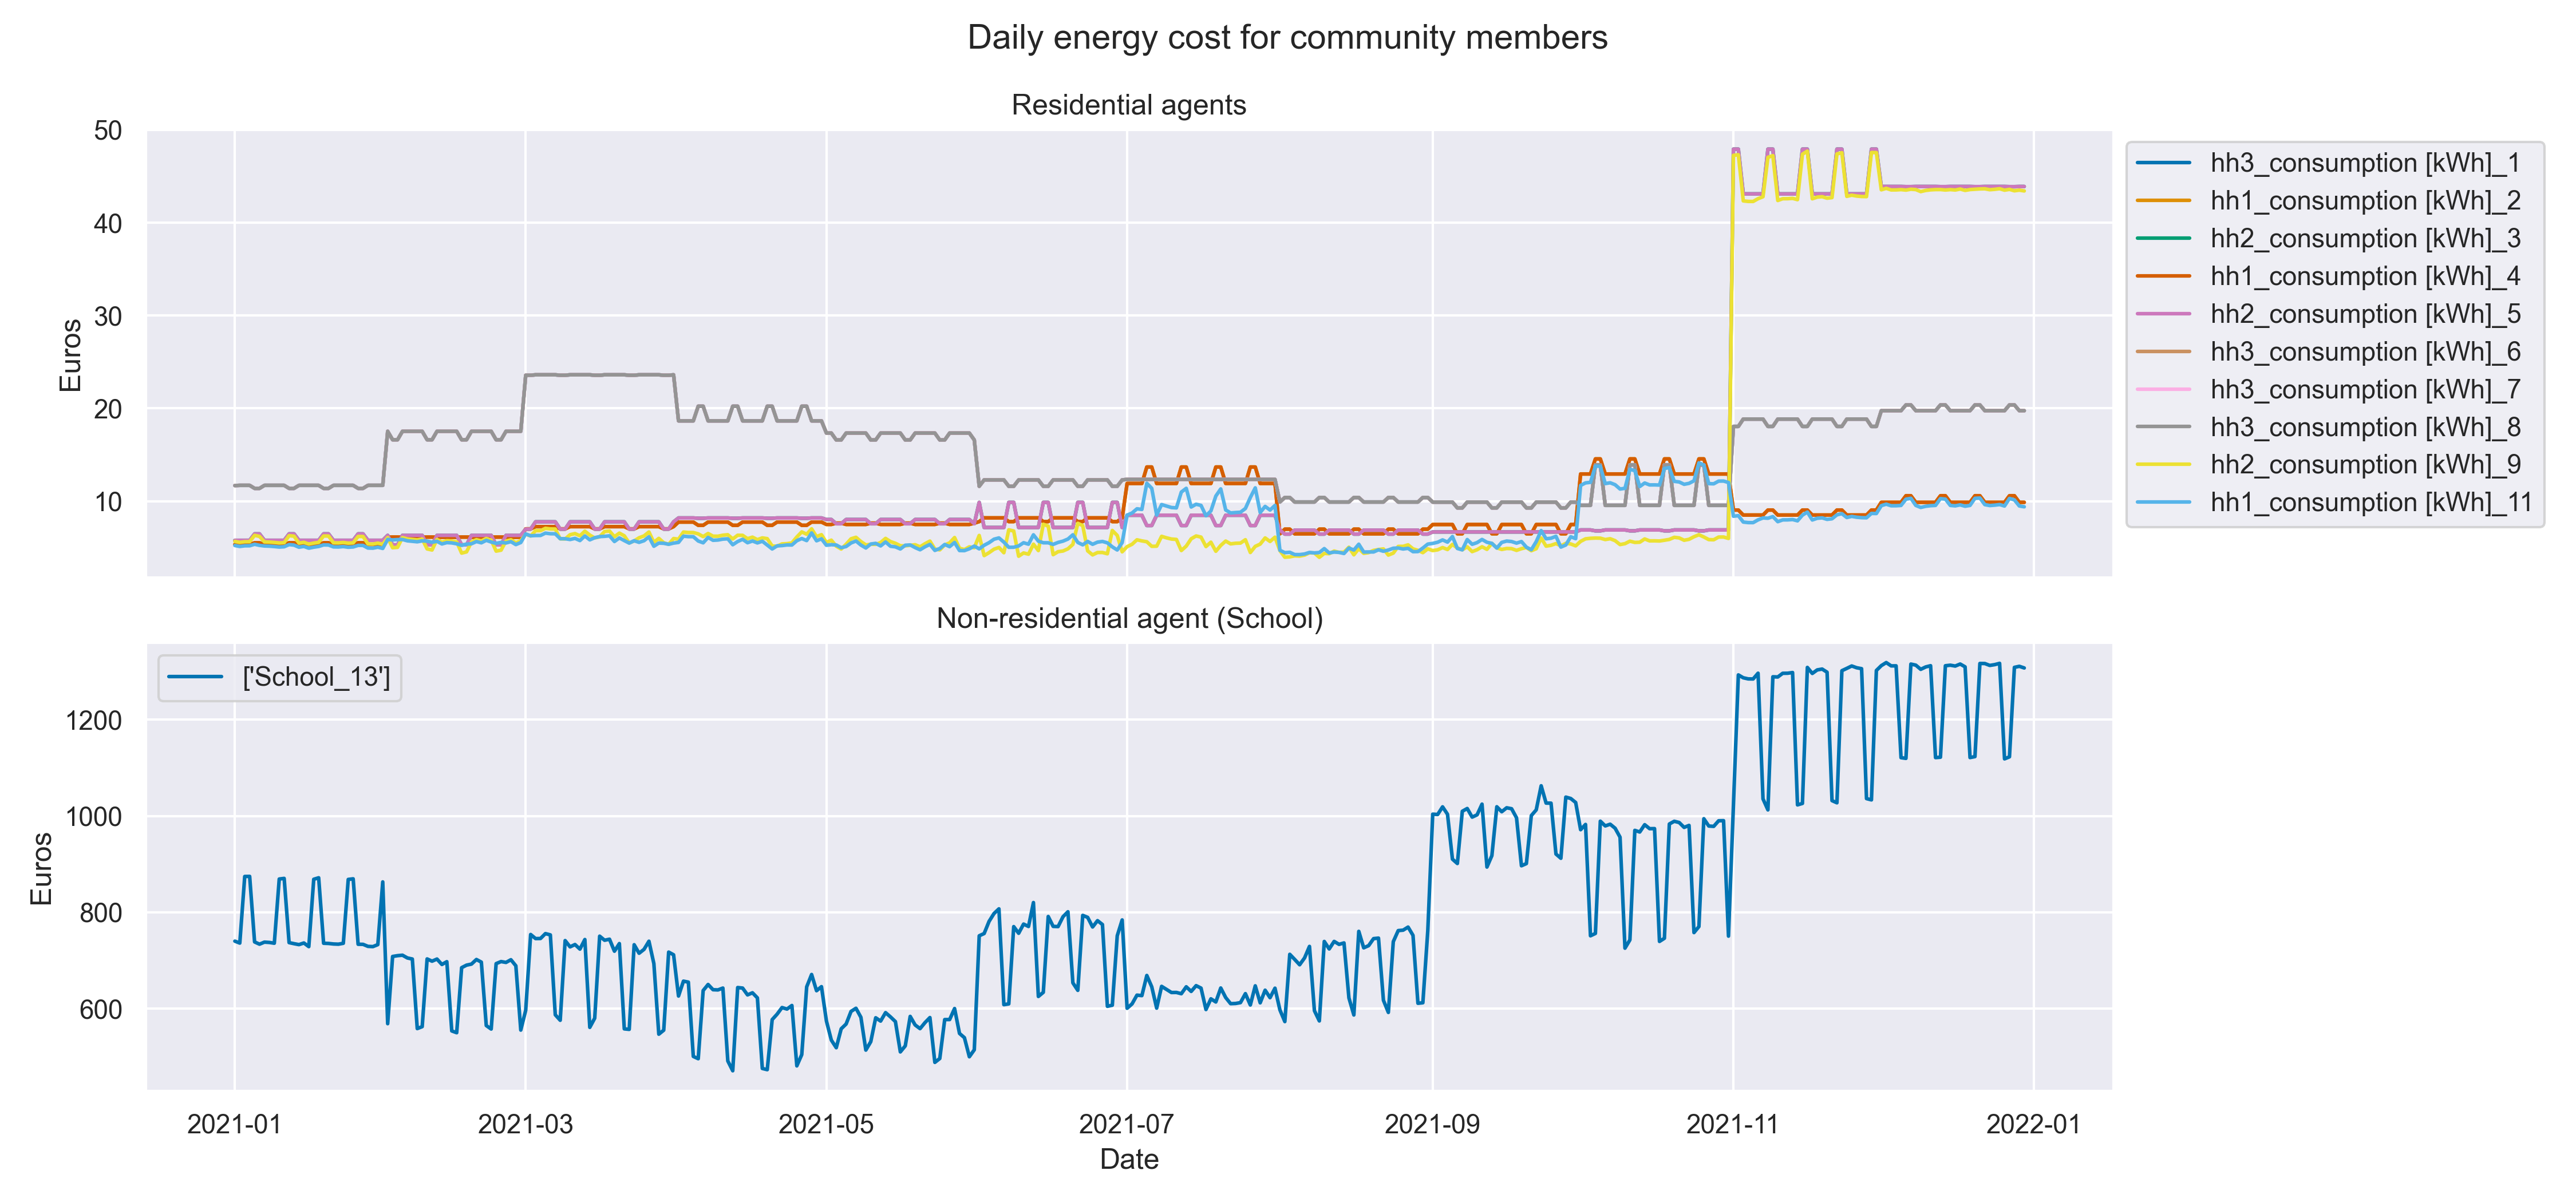 Daily energy cost for community members
Residential agents
50
40
30
20
10
Euros
hh3_consumption [kWh]_1
hh1_consumption [kWh]_2
hh2_consumption [kWh]_3
hh1_consumption [kWh]_4
hh2_consumption [kWh]_5
hh3_consumption [kWh]_6
hh3_consumption [kWh]_7
hh3_consumption [kWh]_8
hh2_consumption [kWh]_9
hh1_consumption [kWh]_11
Non-residential agent (School)
['School_13']
1200
1000
800
600
Euros
2021-01 2021-03 2021-05 2021-07 2021-09 2021-11 2022-01
Date